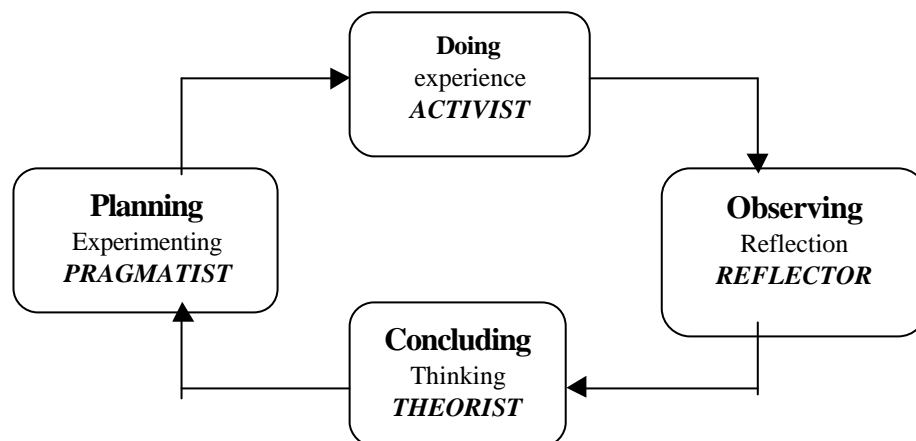 Doing
experience
ACTIVIST
Planning
Experimenting
PRAGMATIST
Observing
Reflection
REFLECTOR
Concluding
Thinking
THEORIST